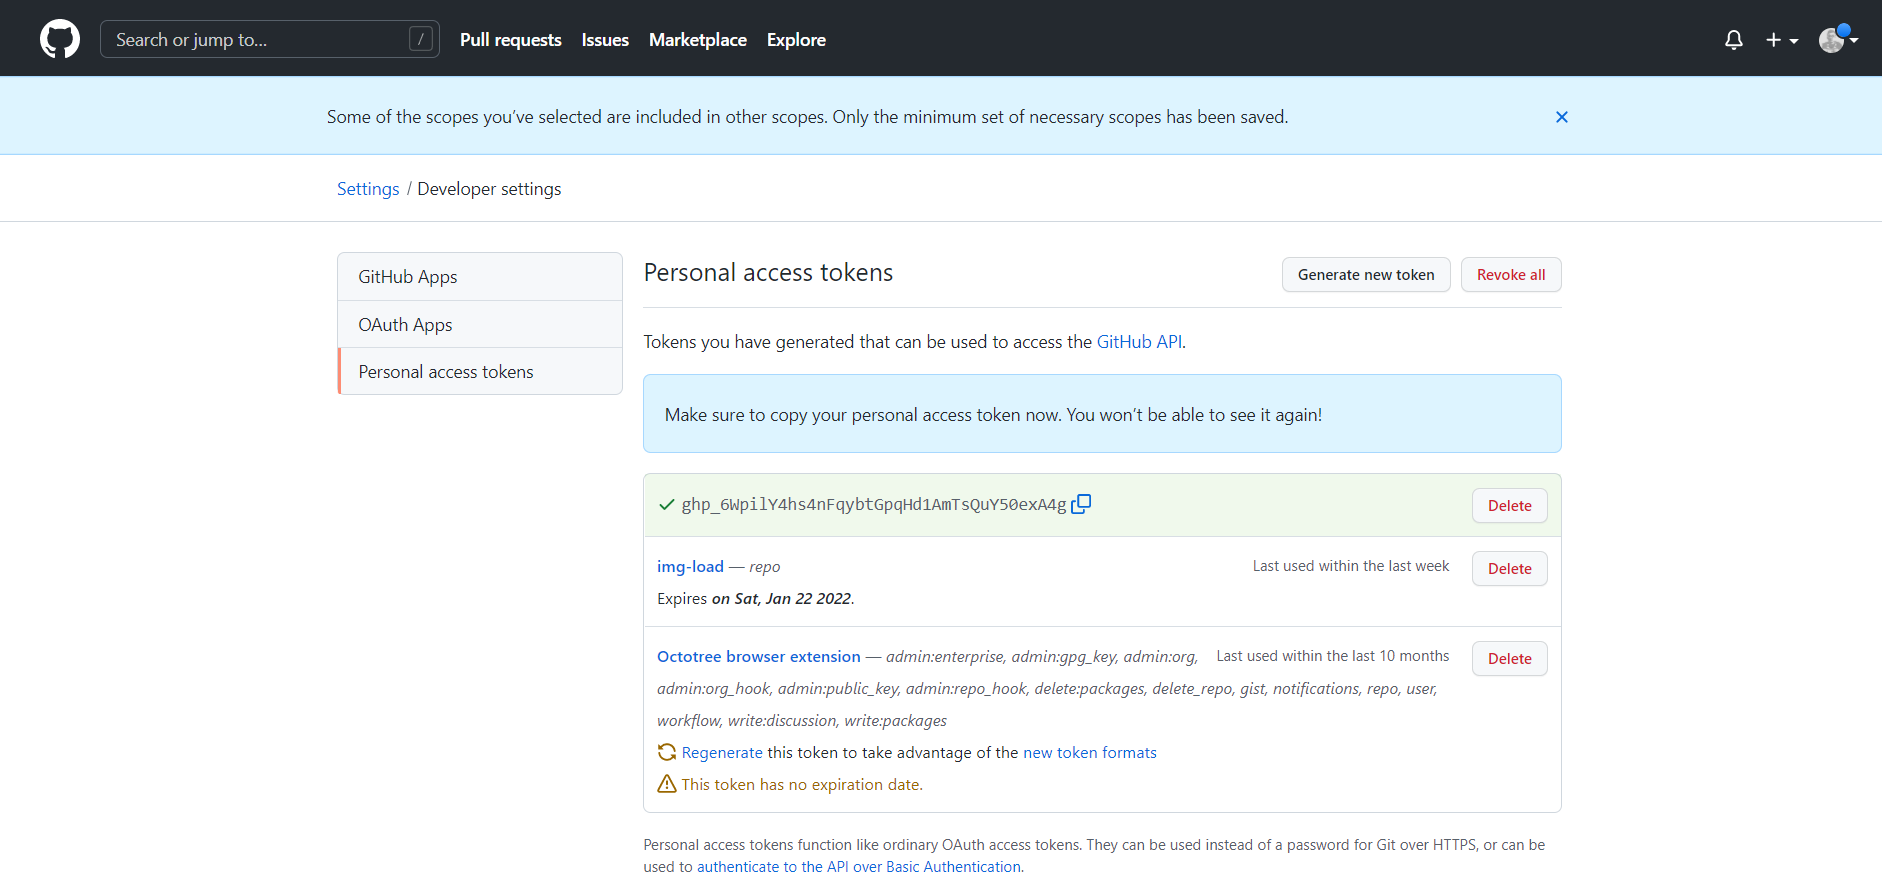 Search or jump to... /
Pull requests Issues Marketplace Explore
Some of the scopes you’ve selected are included in other scopes. Only the minimum set of necessary scopes has been saved.
Settings / Developer settings
GitHub Apps
OAuth Apps
Personal access tokens
Personal access tokens
Generate new token
Revoke all
Tokens you have generated that can be used to access the GitHub API.
Make sure to copy your personal access token now. You won’t be able to see it again!
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
Delete
img-load — repo
Last used within the last week
Delete
Expires on Sat, Jan 22 2022.
Octotree browser extension — admin:enterprise, admin:gpg_key, admin:org,
Last used within the last 10 months
Delete
admin:org_hook, admin:public_key, admin:repo_hook, delete:packages, delete_repo, gist, notifications, repo, user,
workflow, write:discussion, write:packages
Regenerate this token to take advantage of the new token formats
This token has no expiration date.
Personal access tokens function like ordinary OAuth access tokens. They can be used instead of a password for Git over HTTPS, or can be
used to authenticate to the API over Basic Authentication.